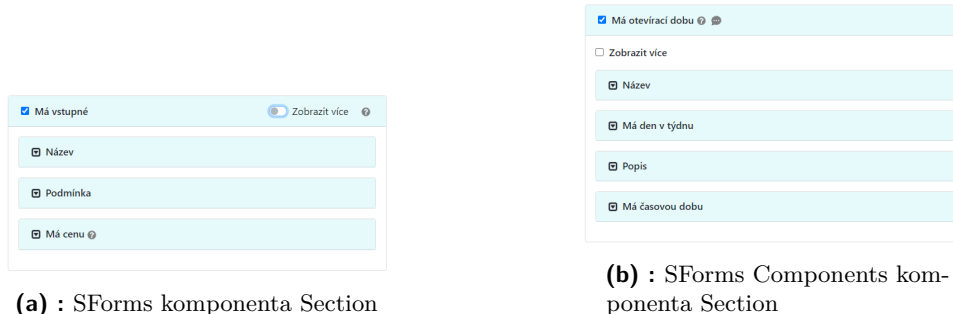 Má vstupné
Zobrazit více
Název
Podmínka
Má cenu
(a) : SForms komponenta Section
Má otevírací dobu
Zobrazit více
Název
Má den v týdnu
Popis
Má časovou dobu
(b) : SForms Components kom-
ponenta Section